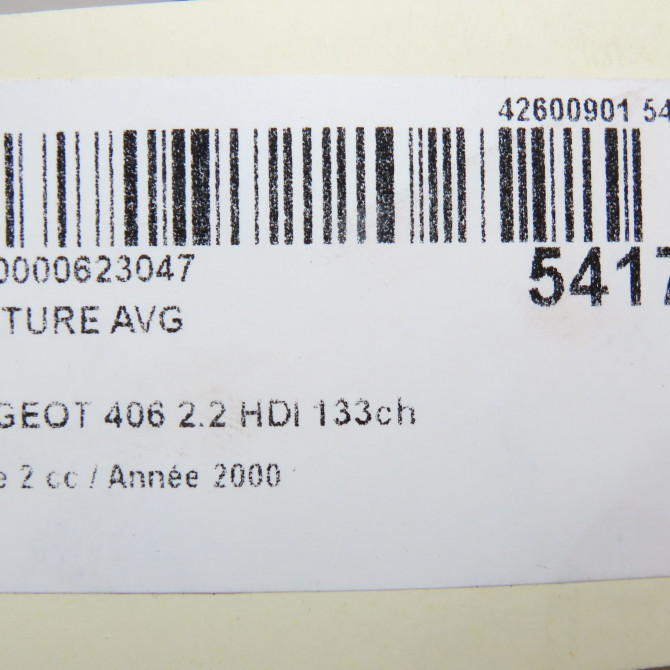 42600901 54
0000623047
5417
TURE AVG
GEOT 406 2.2 HDI 133ch
e 2 cc / Année 2000